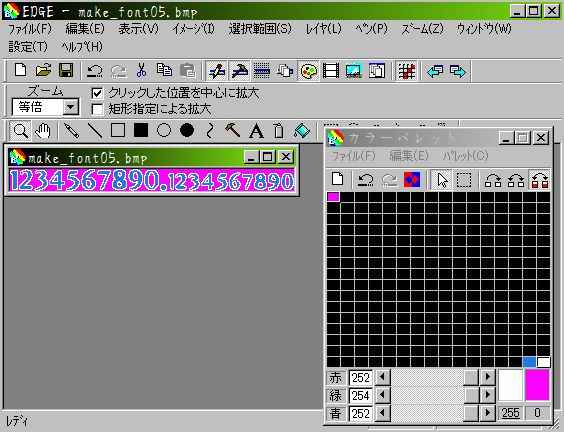 EDGE - make_font05.bmp
ﾌｧｲﾙ(F) 編集(E) 表示(V) ｲﾒｰｼﾞ(I) 選択範囲(S) ﾚｲﾔ(L) ﾍﾟﾝ(P) ｽﾞｰﾑ(Z) ｳｨﾝﾄﾞｳ(W)
設定(T) ﾍﾙﾌﾟ(H)
ズーム
等倍
クリックした位置を中心に拡大
矩形指定による拡大
A
make_font05.bmp
1234567890.1234567890
カラーパレット
ﾌｧｲﾙ(F) 編集(E) ﾊﾟﾚｯﾄ(C)
赤 252
緑 254
青 252
255 0
ﾚﾃﾞｨ